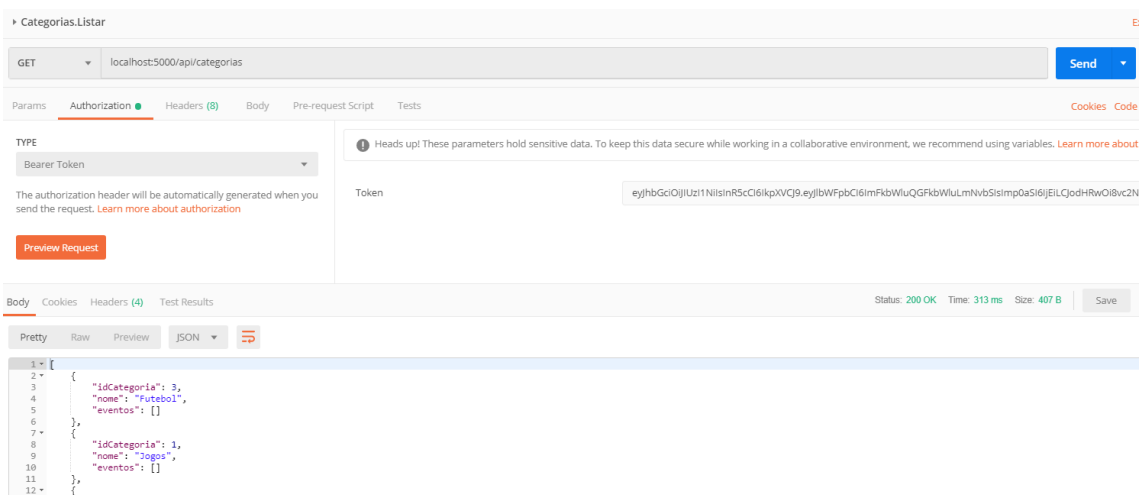 Categorias.Listar
GET localhost:5000/api/categorias Send
Params Authorization Headers (8) Body Pre-request Script Tests Cookies Code
TYPE
Bearer Token
The authorization header will be automatically generated when you
send the request. Learn more about authorization
Preview Request
Heads up! These parameters hold sensitive data. To keep this data secure while working in a collaborative environment, we recommend using variables. Learn more about
Token
Body Cookies Headers (4) Test Results Status: 200 OK Time: 313 ms Size: 407 B Save
Pretty Raw Preview JSON
1 [
2 {
3 "idCategoria": 3,
4 "nome": "Futebol",
5 "eventos": []
6 },
7 {
8 "idCategoria": 1,
9 "nome": "Jogos",
10 "eventos": []
11 },
12 {